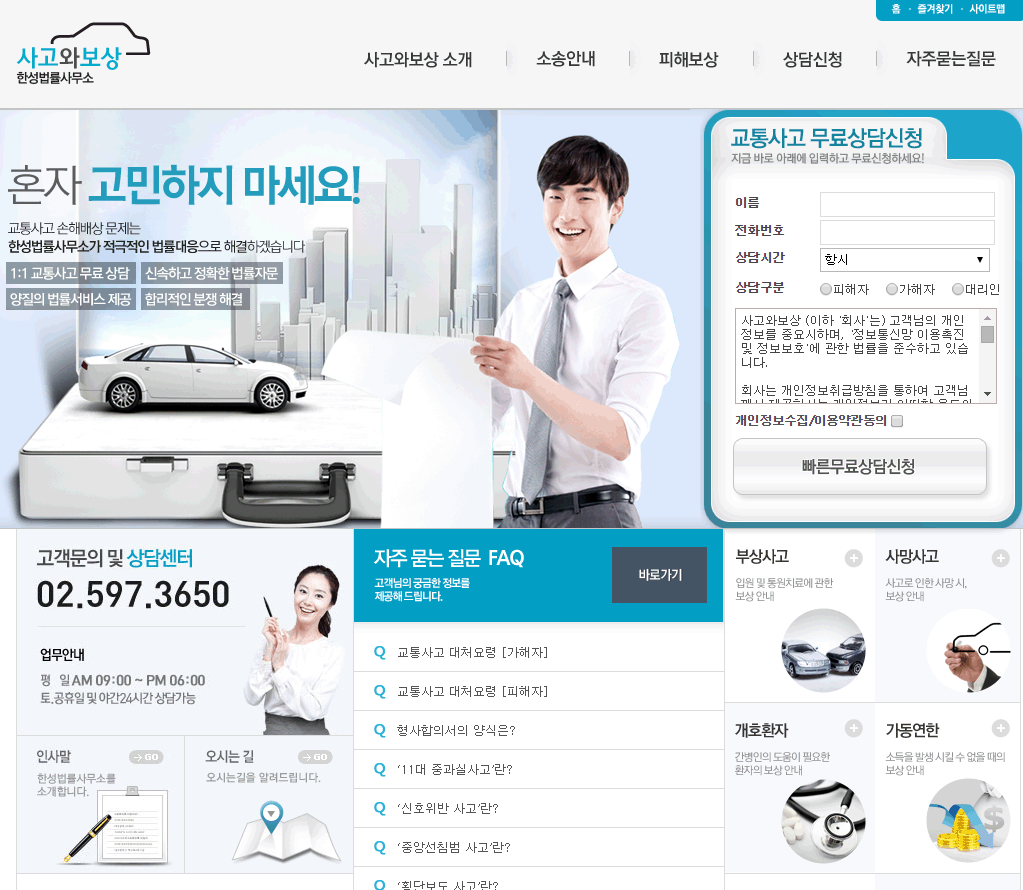 홈 · 즐겨찾기 · 사이트맵
사고와보상
한성법률사무소
사고와보상 소개
소송안내
피해보상
상담신청
자주묻는질문
혼자 고민하지 마세요!
교통사고 손해배상 문제는
한성법률사무소가 적극적인 법률대응으로 해결하겠습니다
1:1 교통사고 무료 상담
신속하고 정확한 법률자문
양질의 법률서비스 제공
합리적인 분쟁 해결
교통사고 무료상담신청
지금 바로 아래에 입력하고 무료신청하세요!
이름
전화번호
상담시간
항시
상담구분
피해자
가해자
대리인
사고와보상 (이하 '회사'는) 고객님의 개인
정보를 중요시하며, '정보통신망 이용촉진
및 정보보호'에 관한 법률을 준수하고 있습
니다.
회사는 개인정보취급방침을 통하여 고객님
개인정보수집/이용약관동의
빠른무료상담신청
고객문의 및 상담센터
02.597.3650
업무안내
평 일 AM 09:00 ~ PM 06:00
토.공휴일 및 야간24시간 상담가능
인사말
GO
한성법률사무소를
소개합니다.
오시는 길
GO
오시는길을 알려드립니다.
자주 묻는 질문 FAQ
고객님의 궁금한 정보를
제공해 드립니다.
바로가기
Q 교통사고 대처요령 [가해자]
Q 교통사고 대처요령 [피해자]
Q 형사합의서의 양식은?
Q '11대 중과실사고'란?
Q '신호위반 사고'란?
Q '중앙선침범 사고'란?
Q '횡단보도 사고'란?
부상사고
입원 및 통원치료에 관한
보상 안내
사망사고
사고로 인한 사망 시,
보상 안내
개호환자
간병인의 도움이 필요한
환자의 보상 안내
가동연한
소득을 발생 시킬 수 없을 때의
보상 안내